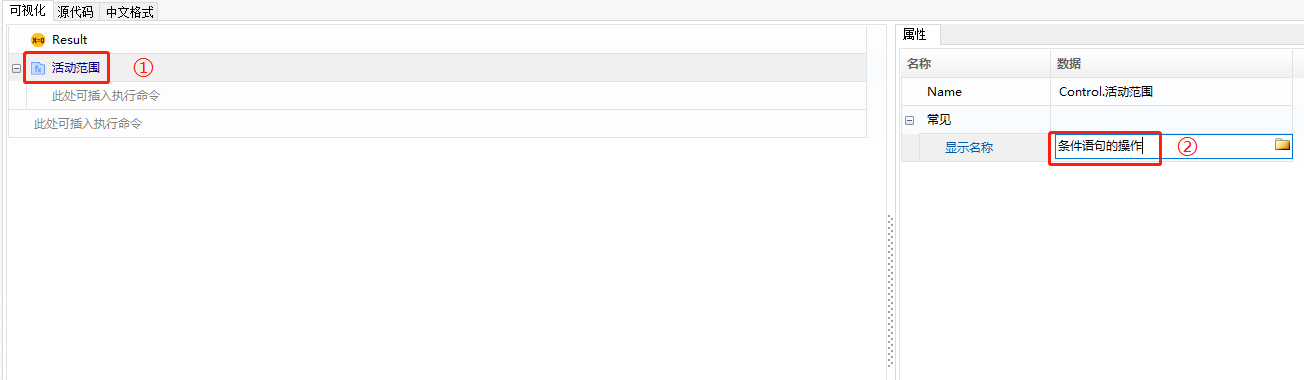 可视化 源代码 中文格式
X=0 Result
活动范围 ①
此处可插入执行命令
此处可插入执行命令
属性
名称 数据
Name Control.活动范围
常见
显示名称 条件语句的操作 ②